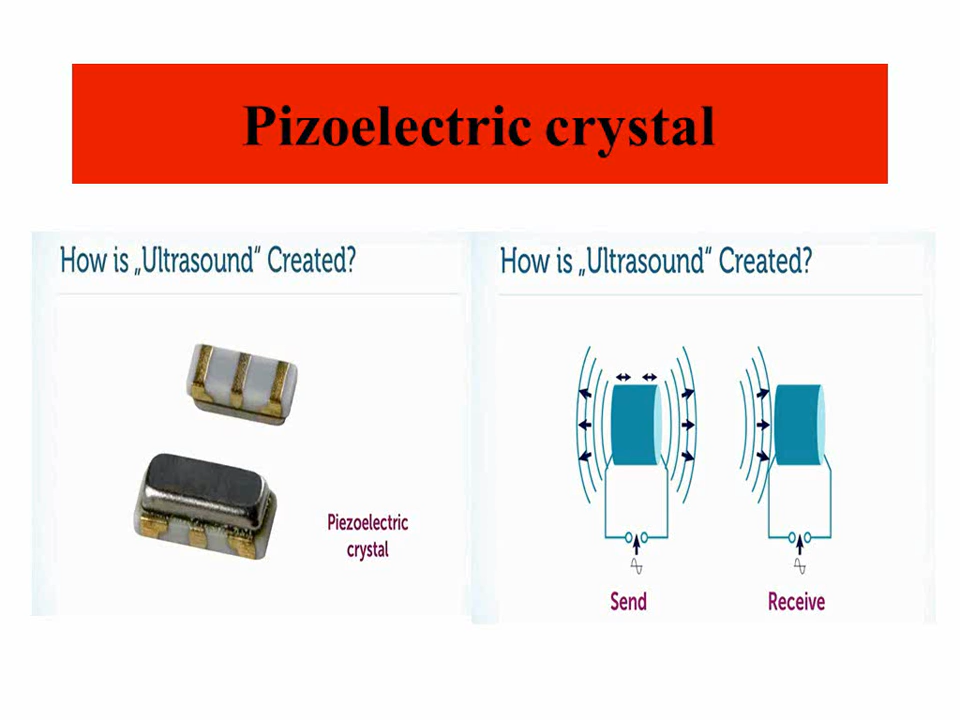 Pizoelectric crystal
How is „Ultrasound“ Created?
Piezoelectric
crystal
How is „Ultrasound“ Created?
Send
Receive